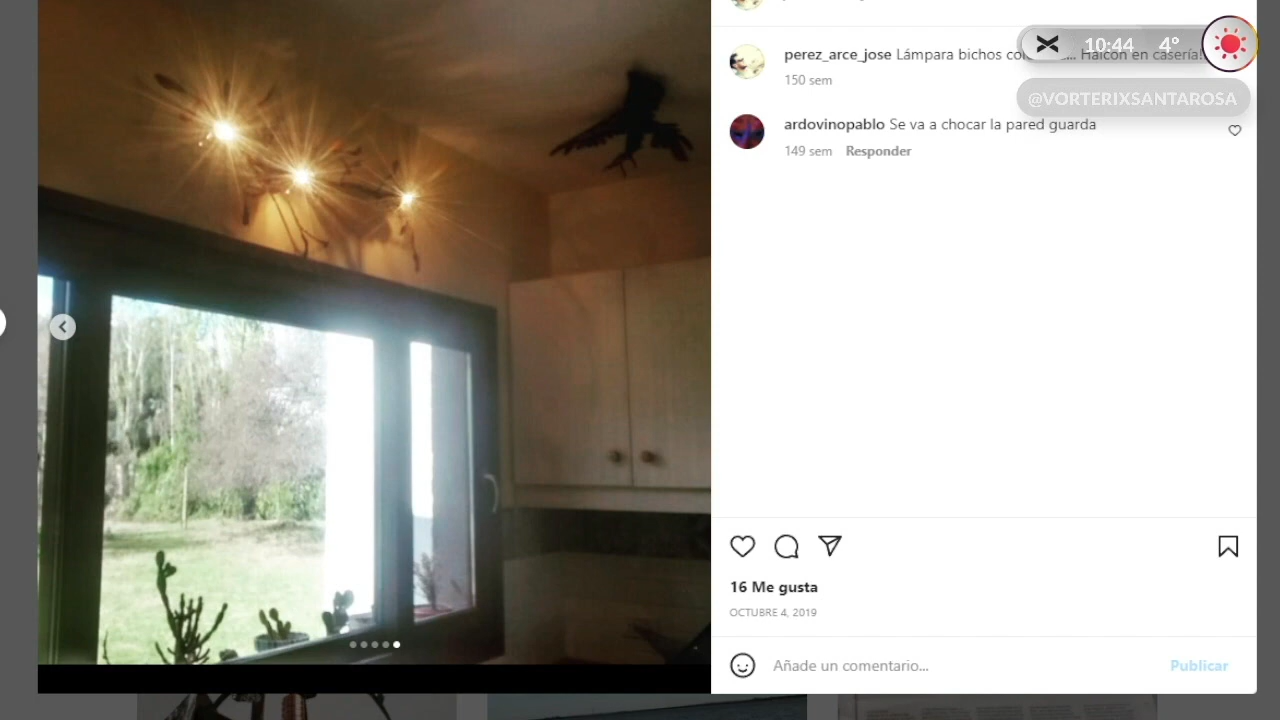 perez_arce_jose Lámpara bichos ... Halcón en casería!
150 sem
10:44 4°
@VORTERIXSANTAROSA
ardovinopablo Se va a chocar la pared guarda
149 sem Responder
16 Me gusta
OCTUBRE 4, 2019
Añade un comentario... Publicar